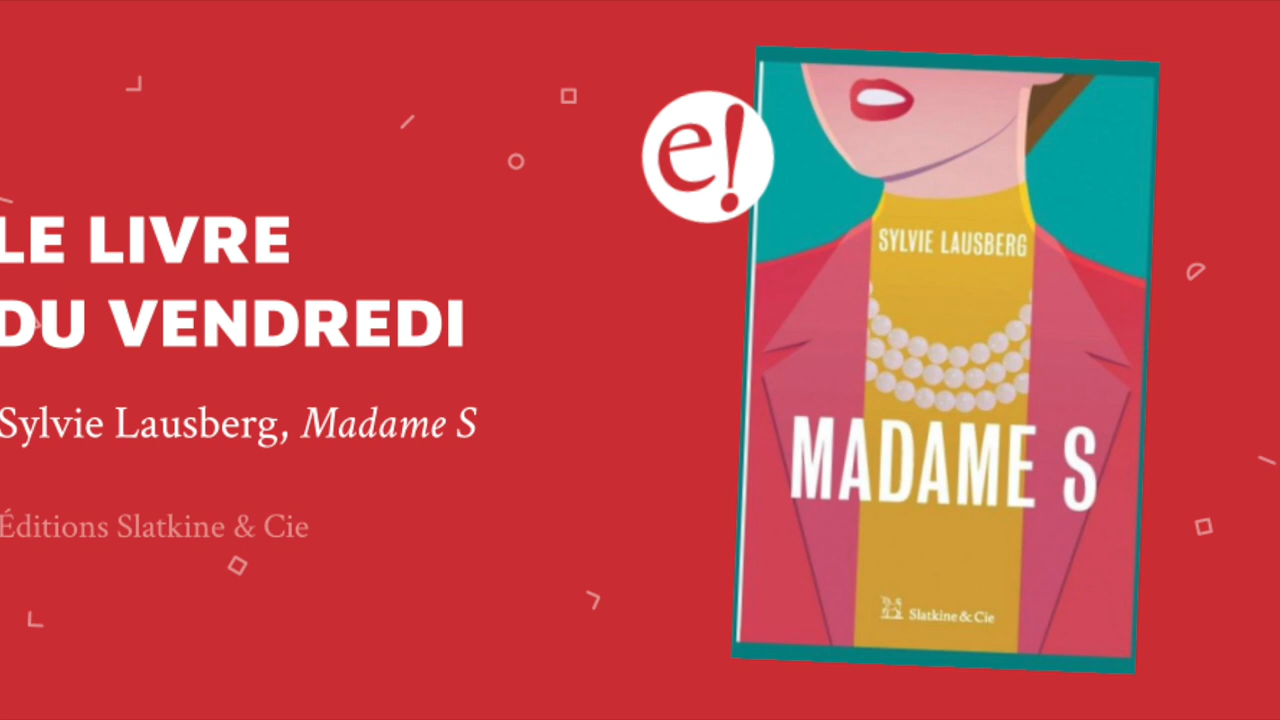 LE LIVRE
DU VENDREDI
Sylvie Lausberg, Madame S
Éditions Slatkine & Cie
e!
SYLVIE LAUSBERG
MADAME S
Slatkine & Cie